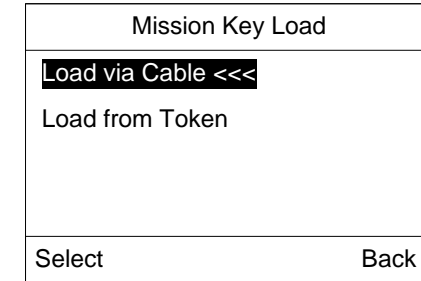 Mission Key Load
Load via Cable <<<
Load from Token
Select Back